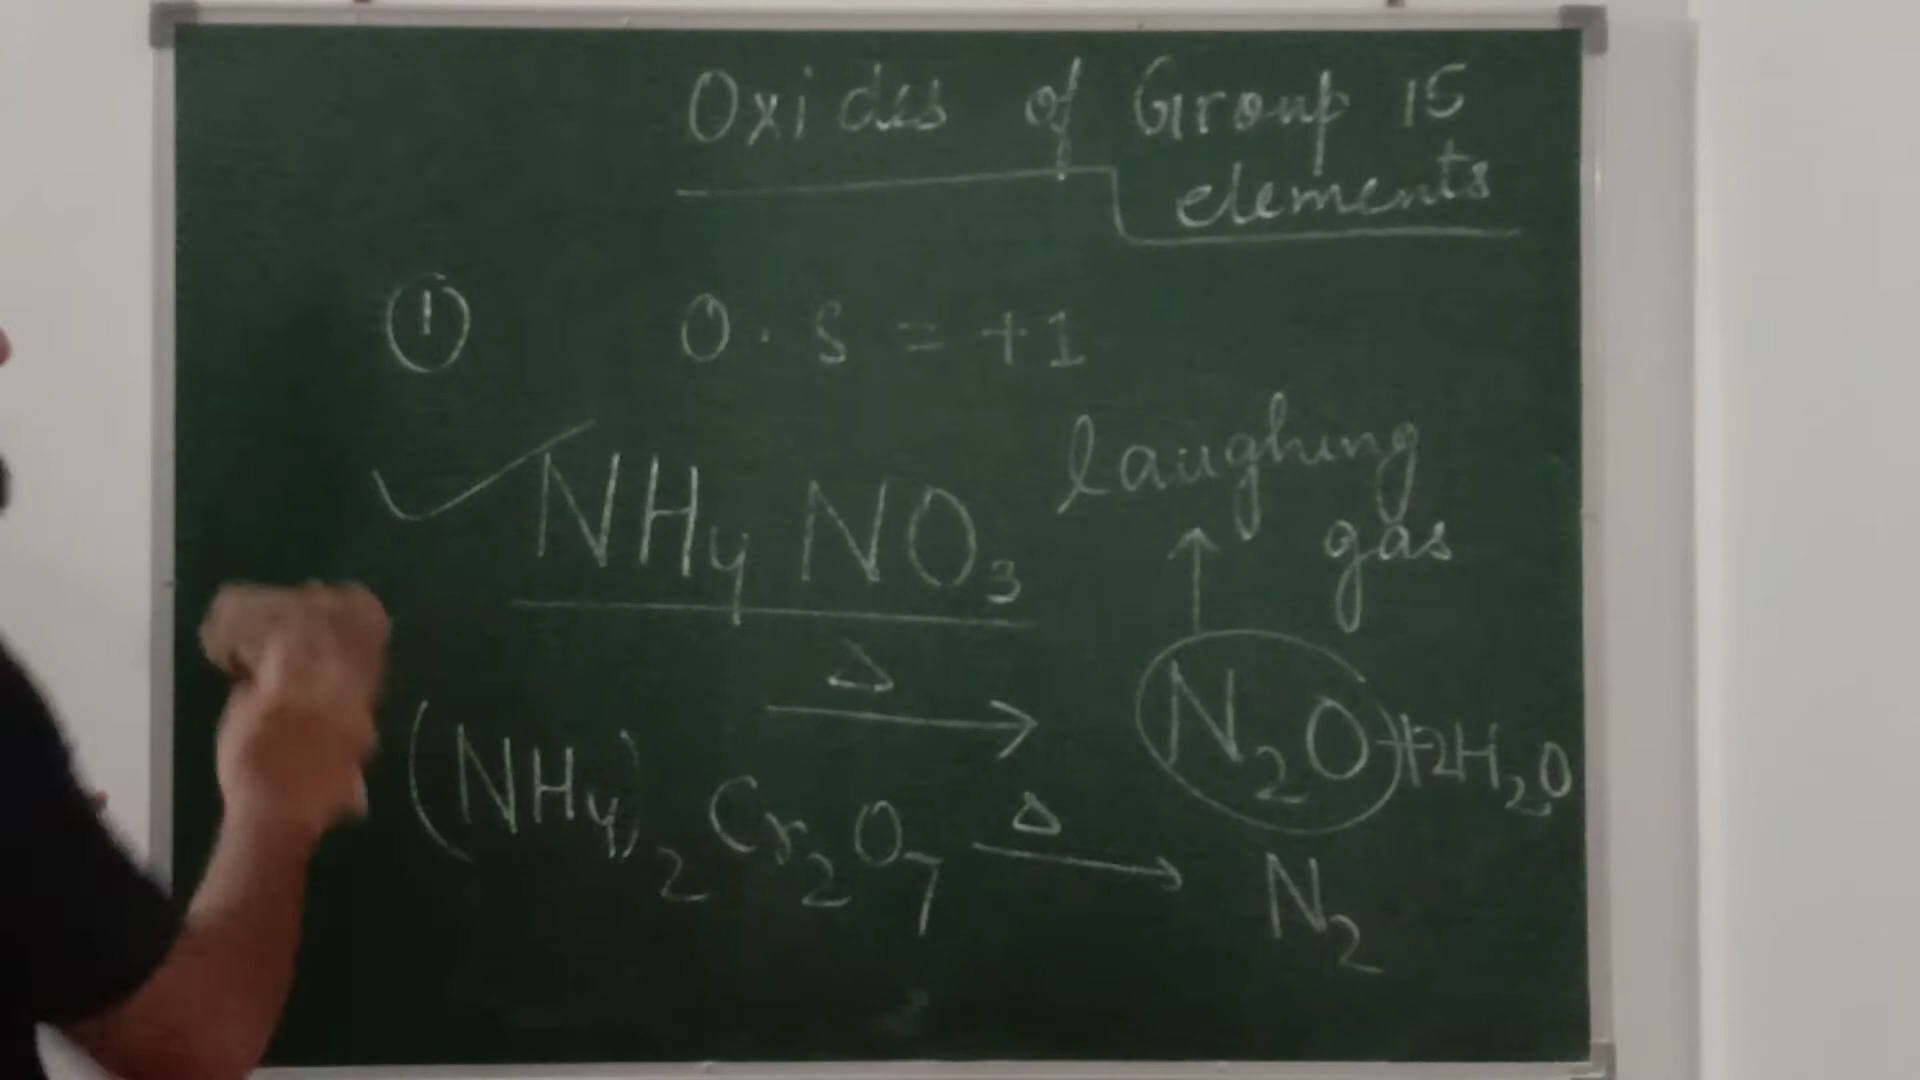 Oxides of Group 15
elements
① O.S = +1
laughing
gas
✓ NH₄NO₃
↑
Δ
→ N₂O + 2H₂O
(NH₄)₂Cr₂O₇ Δ→ N₂